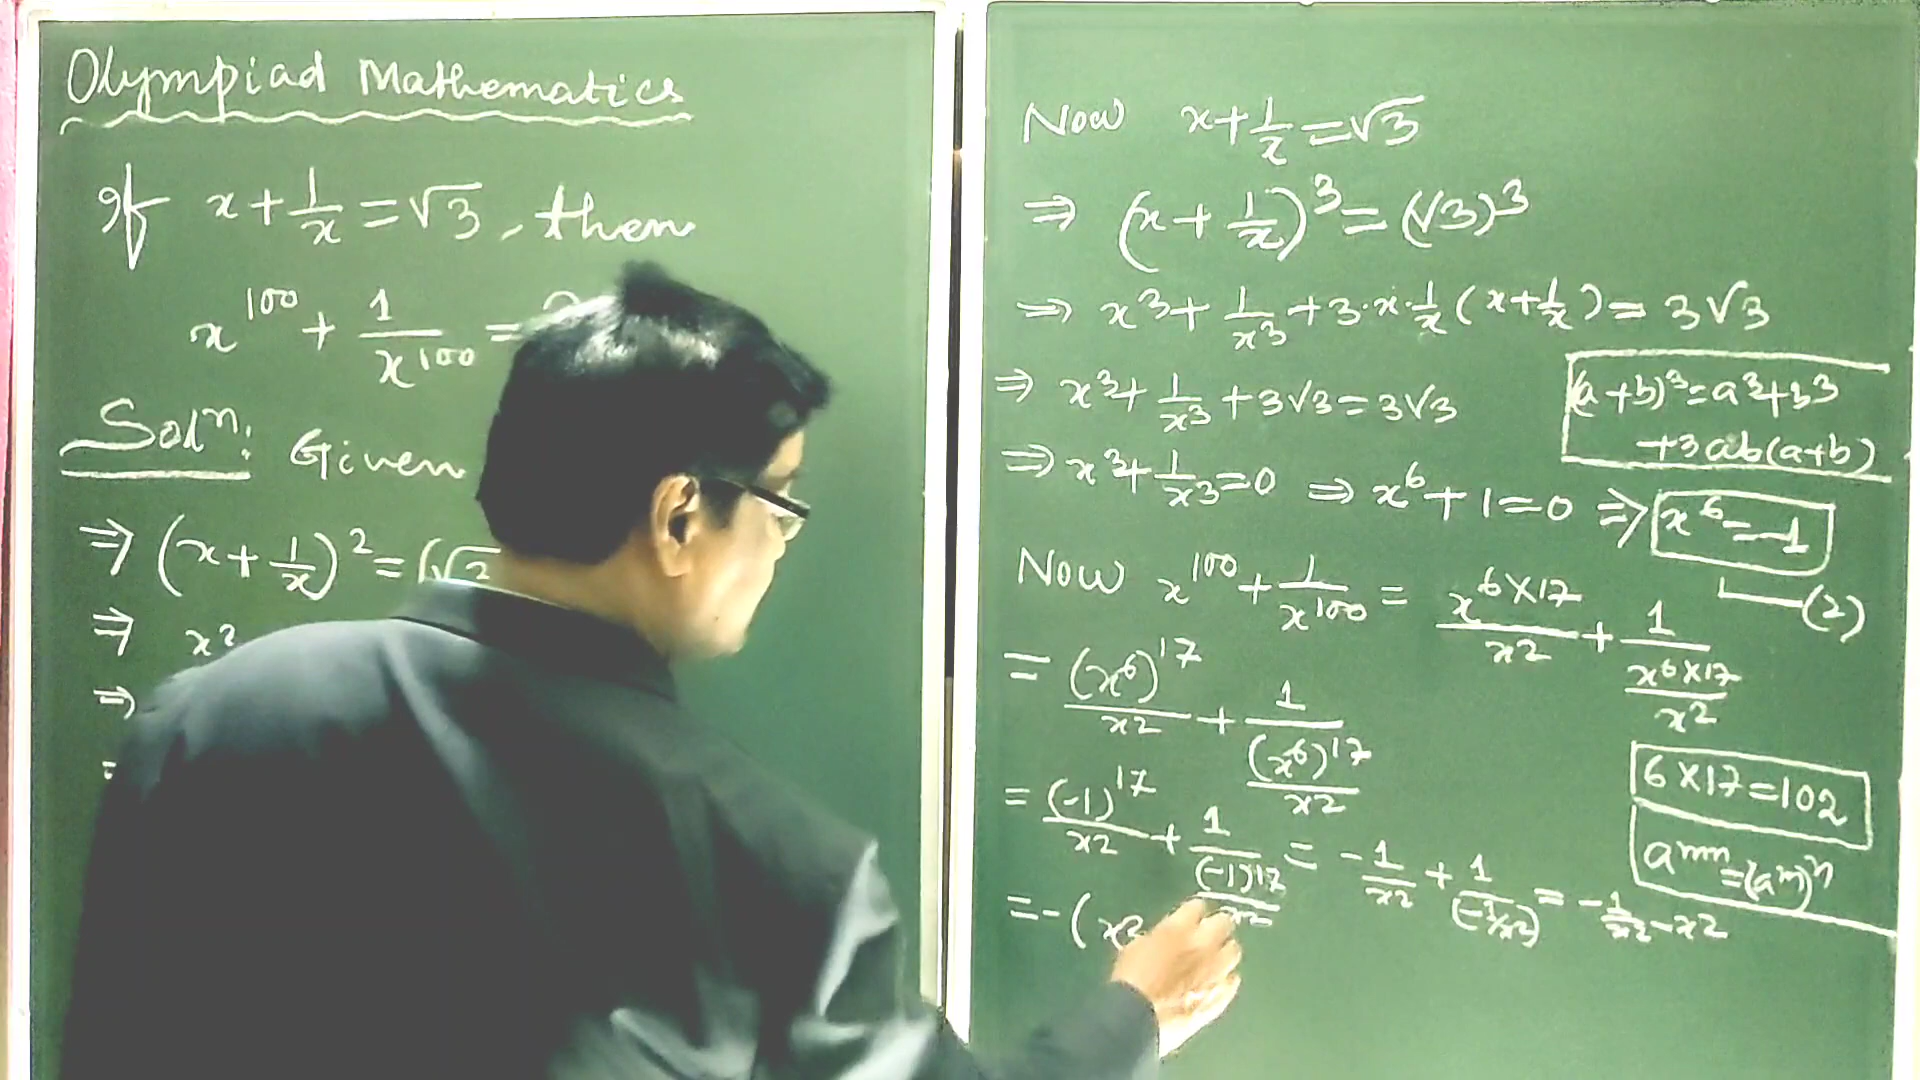 Olympiad Mathematics
If x + 1/x = √3, then
x^100 + 1/x^100 =
Solⁿ: Given
⇒ (x + 1/x)² = (√
⇒ x²
⇒
Now x + 1/x = √3
⇒ (x + 1/x)³ = (√3)³
⇒ x³ + 1/x³ + 3·x·1/x (x + 1/x) = 3√3
⇒ x³ + 1/x³ + 3√3 = 3√3
(a+b)³ = a³+b³
+3ab(a+b)
⇒ x³ + 1/x³ = 0 ⇒ x⁶ + 1 = 0 ⇒ x⁶ = -1
(2)
Now x^100 + 1/x^100 = x^(6×17)/x² + 1/(x^(6×17)/x²)
= (x⁶)^17/x² + 1/((x⁶)^17/x²)
6×17=102
a^mn = (a^m)^n
= (-1)^17/x² + 1/((-1)^17/x²) = -1/x² + 1/(-1/x²) = -1/x² - x²
= -(x²